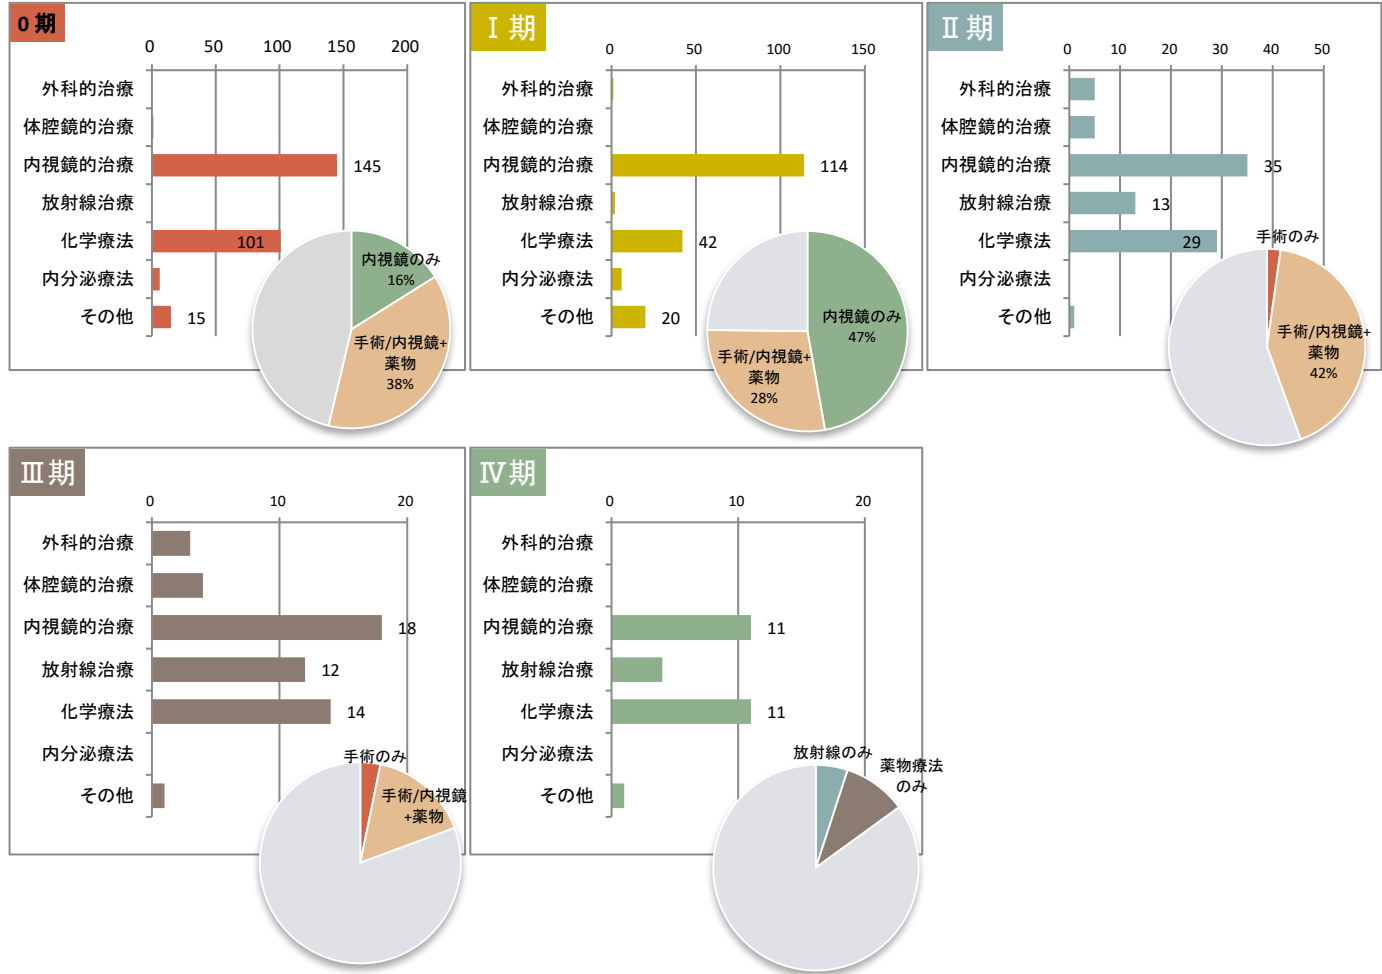 0 期
0 50 100 150 200
外科的治療
体腔鏡的治療
内視鏡的治療 145
放射線治療
化学療法 101
内分泌療法
その他 15
内視鏡のみ
16%
手術/内視鏡+
薬物
38%
Ⅰ 期
0 50 100 150
外科的治療
体腔鏡的治療
内視鏡的治療 114
放射線治療
化学療法 42
内分泌療法
その他 20
内視鏡のみ
47%
手術/内視鏡+
薬物
28%
Ⅱ 期
0 10 20 30 40 50
外科的治療
体腔鏡的治療
内視鏡的治療 35
放射線治療 13
化学療法 29
内分泌療法
その他
手術のみ
手術/内視鏡+
薬物
42%
Ⅲ 期
0 10 20
外科的治療
体腔鏡的治療
内視鏡的治療 18
放射線治療 12
化学療法 14
内分泌療法
その他
手術のみ
手術/内視鏡
+薬物
Ⅳ 期
0 10 20
外科的治療
体腔鏡的治療
内視鏡的治療 11
放射線治療
化学療法 11
内分泌療法
その他
放射線のみ
薬物療法
のみ